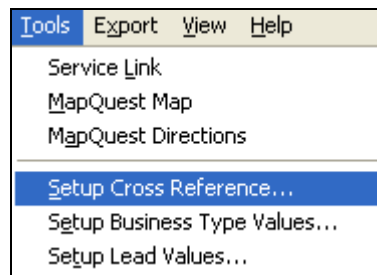 Tools Export View Help
Service Link
MapQuest Map
MapQuest Directions
Setup Cross Reference...
Setup Business Type Values...
Setup Lead Values...